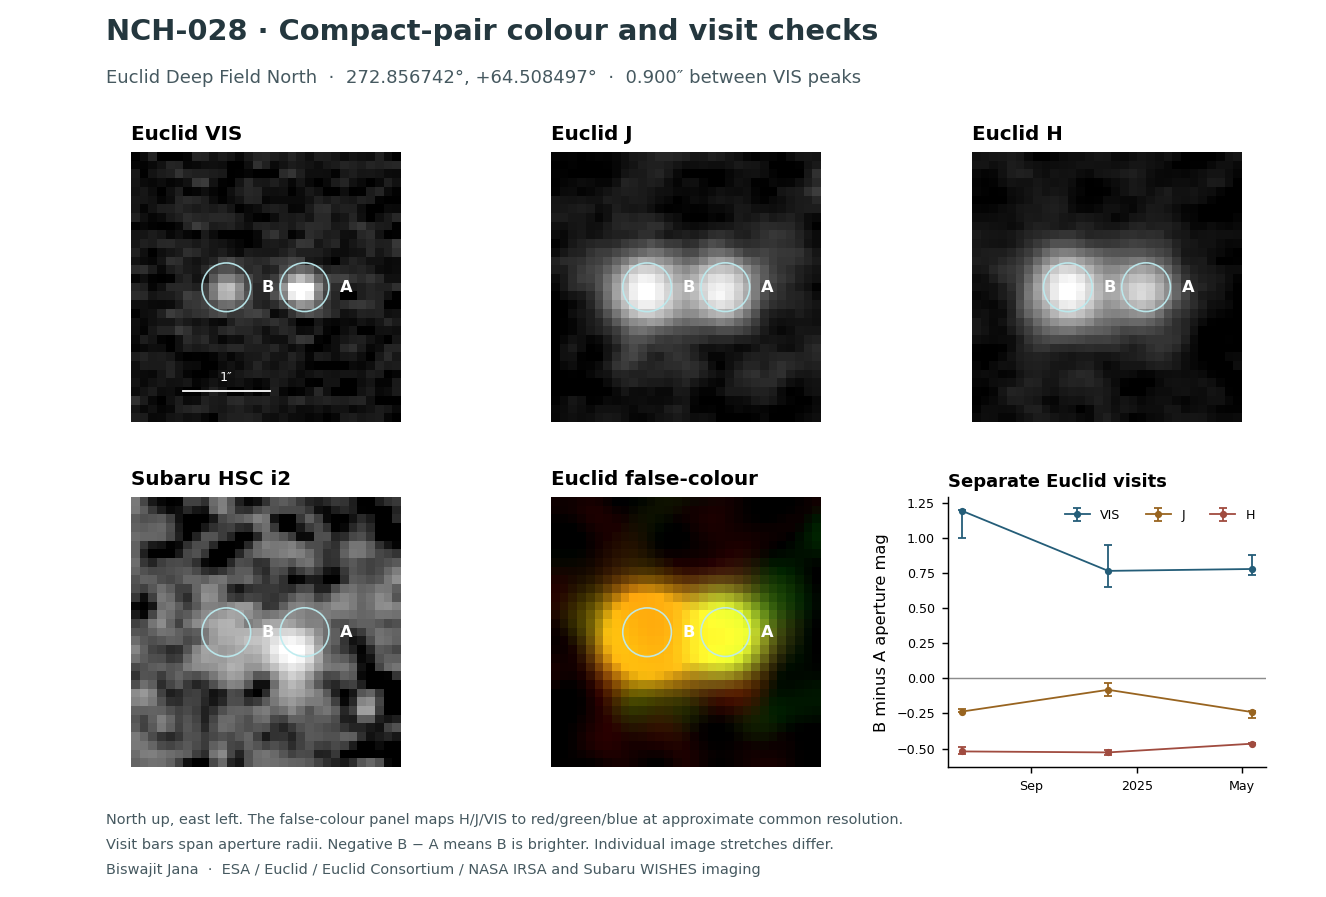 NCH-028 · Compact-pair colour and visit checks
Euclid Deep Field North · 272.856742°, +64.508497° · 0.900″ between VIS peaks
Euclid VIS
B
A
1″
Euclid J
B
A
Euclid H
B
A
Subaru HSC i2
B
A
Euclid false-colour
B
A
Separate Euclid visits
VIS J H
B minus A aperture mag
1.25
1.00
0.75
0.50
0.25
0.00
−0.25
−0.50
Sep 2025 May
North up, east left. The false-colour panel maps H/J/VIS to red/green/blue at approximate common resolution.
Visit bars span aperture radii. Negative B − A means B is brighter. Individual image stretches differ.
Biswajit Jana · ESA / Euclid / Euclid Consortium / NASA IRSA and Subaru WISHES imaging